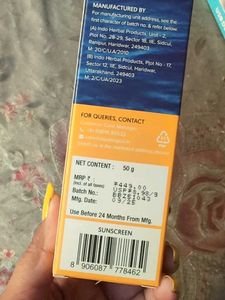 MANUFACTURED BY
For manufacturing unit address, see the
first character of batch no. & refer below
(A) Indo Herbal Products, Unit - 2,
Plot No. 28-29, Sector 1B, IIE, Sidcul,
Ranipur, Haridwar, 249403
M. 20/C/UA/2010
(B) Indo Herbal Products, Plot No - 17,
Sector 12, IIE, Sidcul, Haridwar,
Uttarakhand, 249403
M. 2/C/UA/2023
FOR QUERIES, CONTACT
NET CONTENT : 50 g
MRP ₹ :
(incl. of all taxes)
₹449.00
Batch No.:
Mfg. Date:
Use Before 24 Months From Mfg.
SUNSCREEN
8 906087 778462